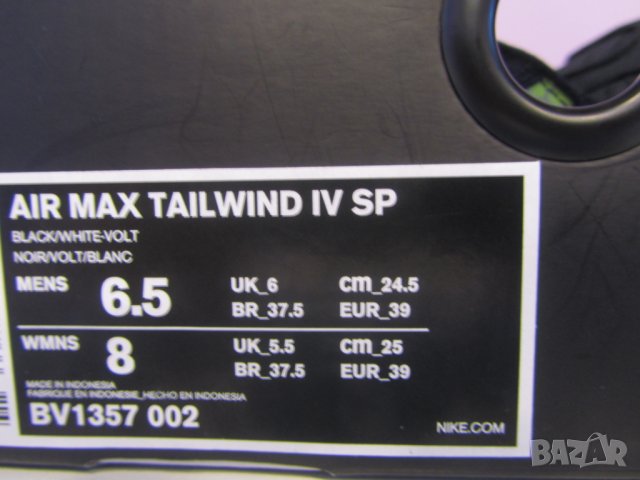 AIR MAX TAILWIND IV SP
BLACK/WHITE-VOLT
NOIR/VOLT/BLANC
MENS 6.5 UK_6 cm_24.5
BR_37.5 EUR_39
WMNS 8 UK_5.5 cm_25
BR_37.5 EUR_39
MADE IN INDONESIA
FABRIQUE EN INDONESIE_HECHO EN INDONESIA
BV1357 002 NIKE.COM
BAZAR